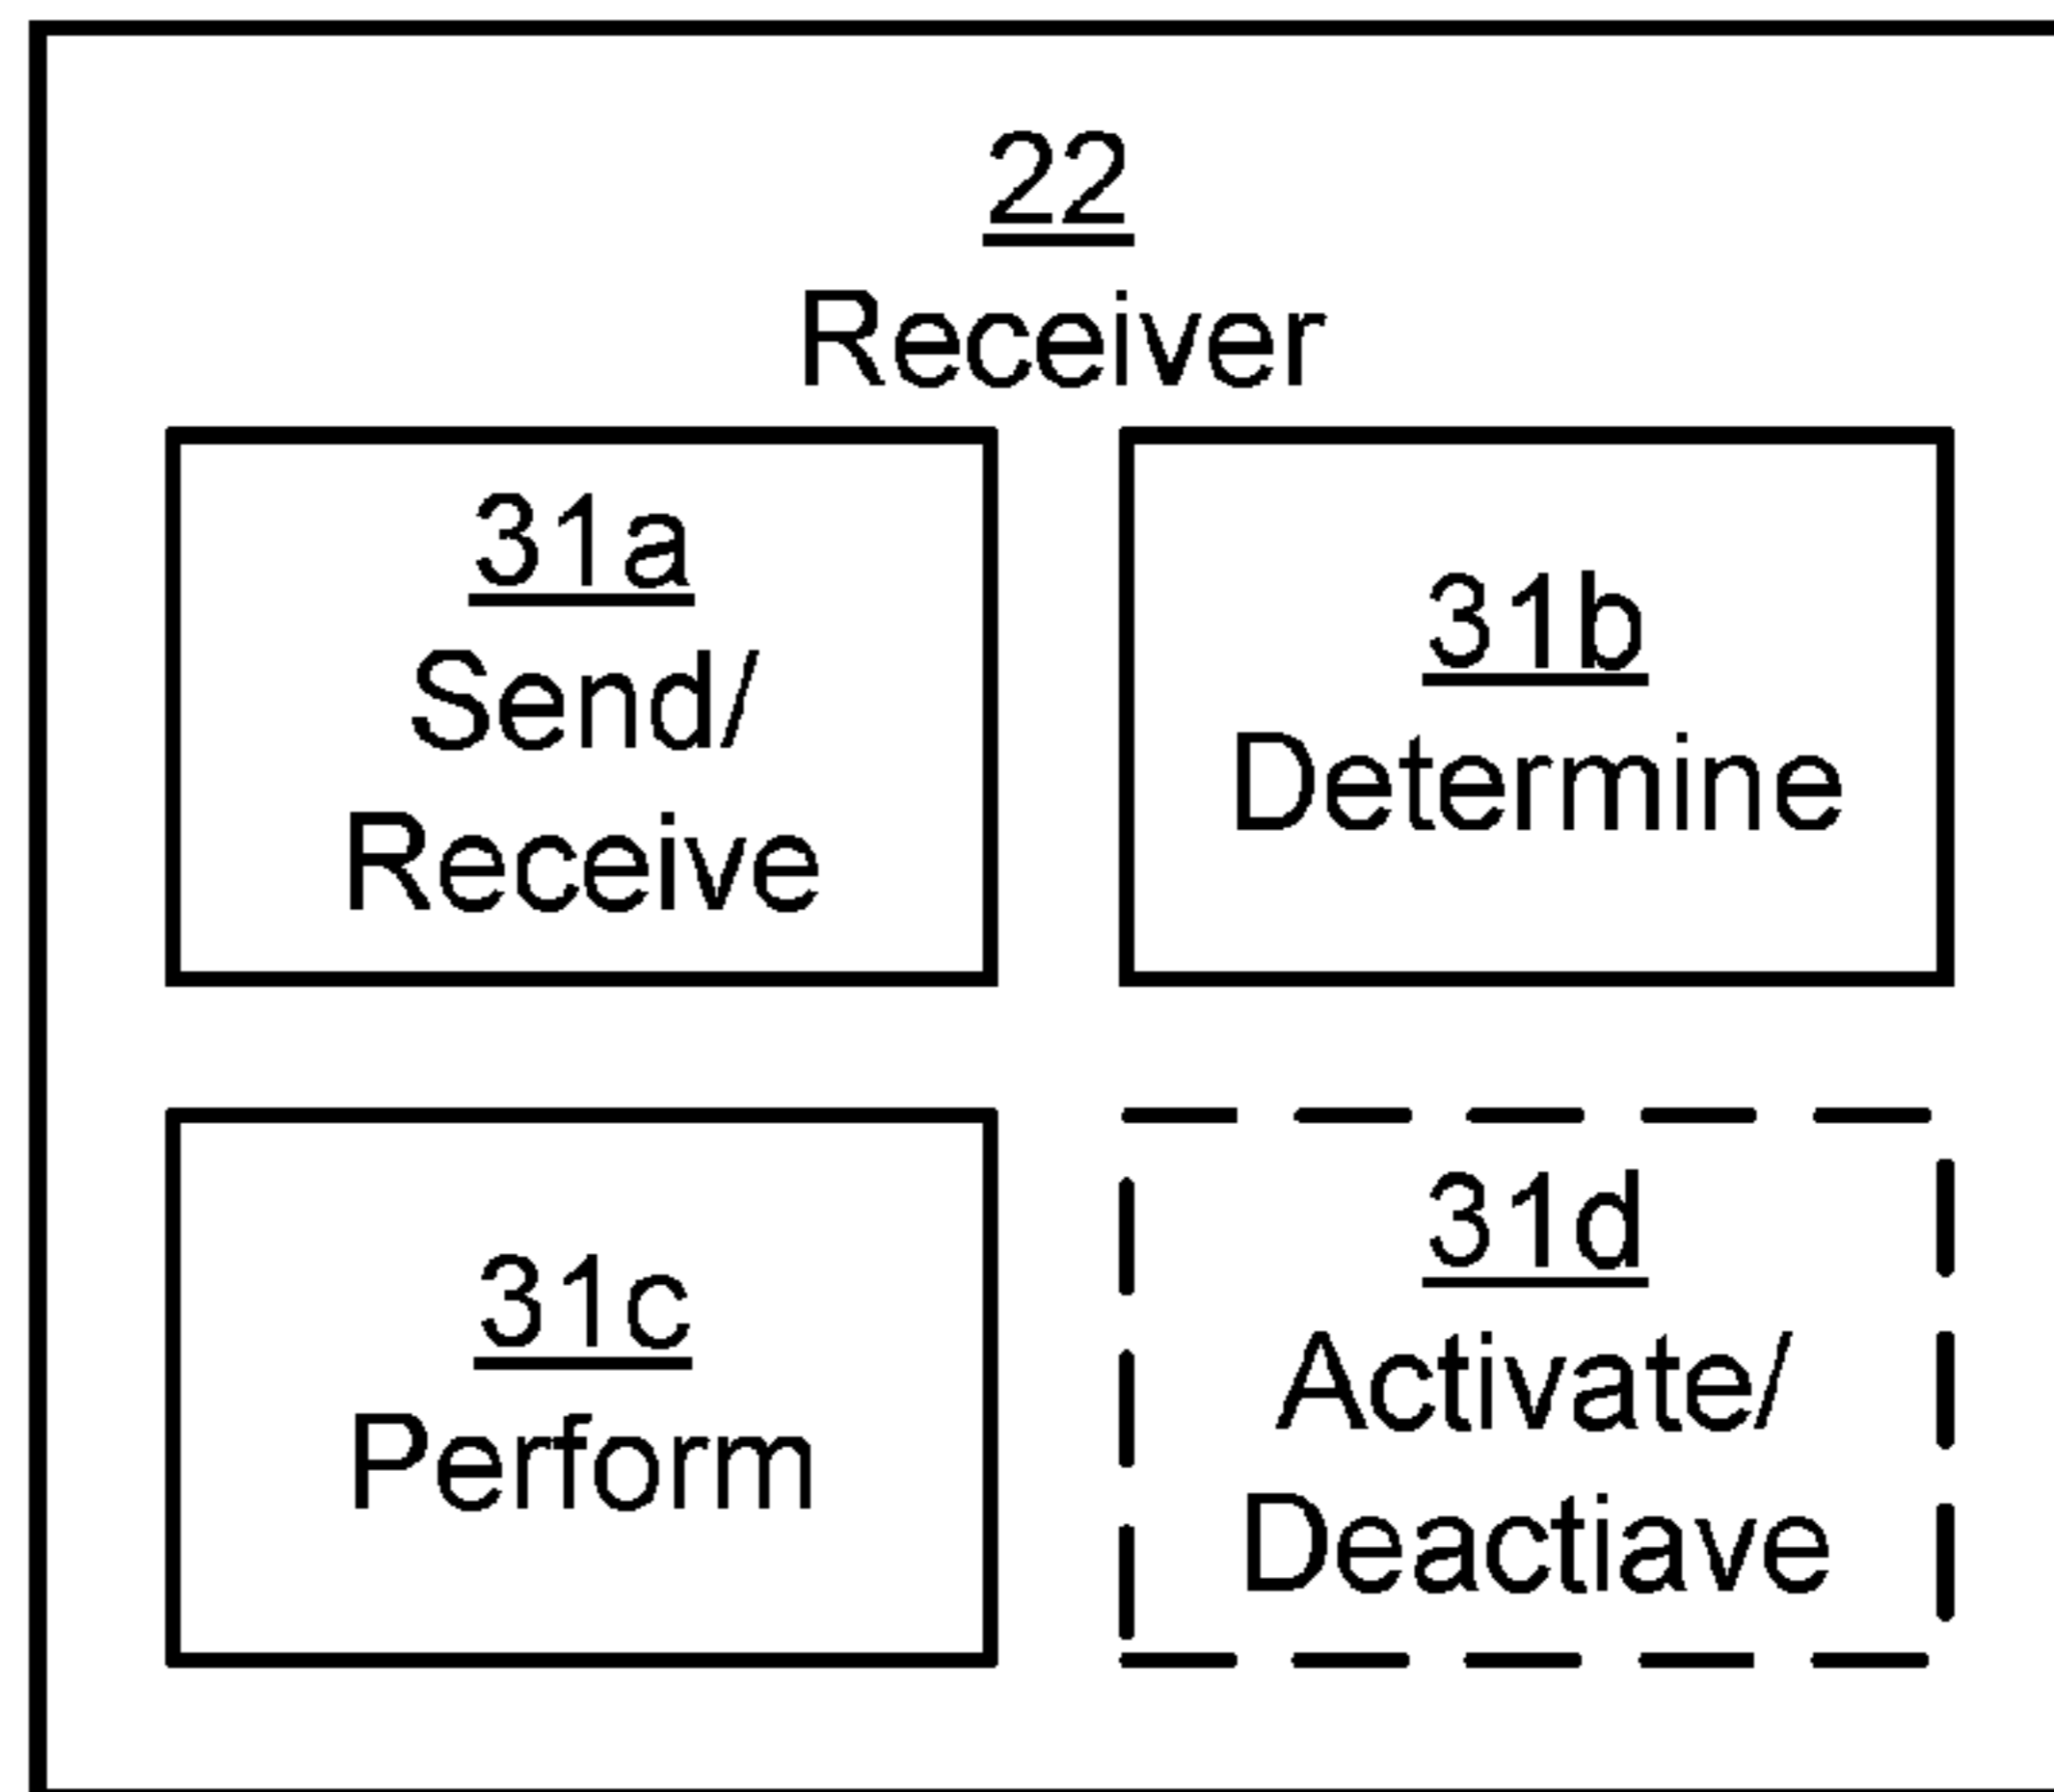 22
Receiver
31a
Send/
Receive
31b
Determine
31c
Perform
31d
Activate/
Deactiave